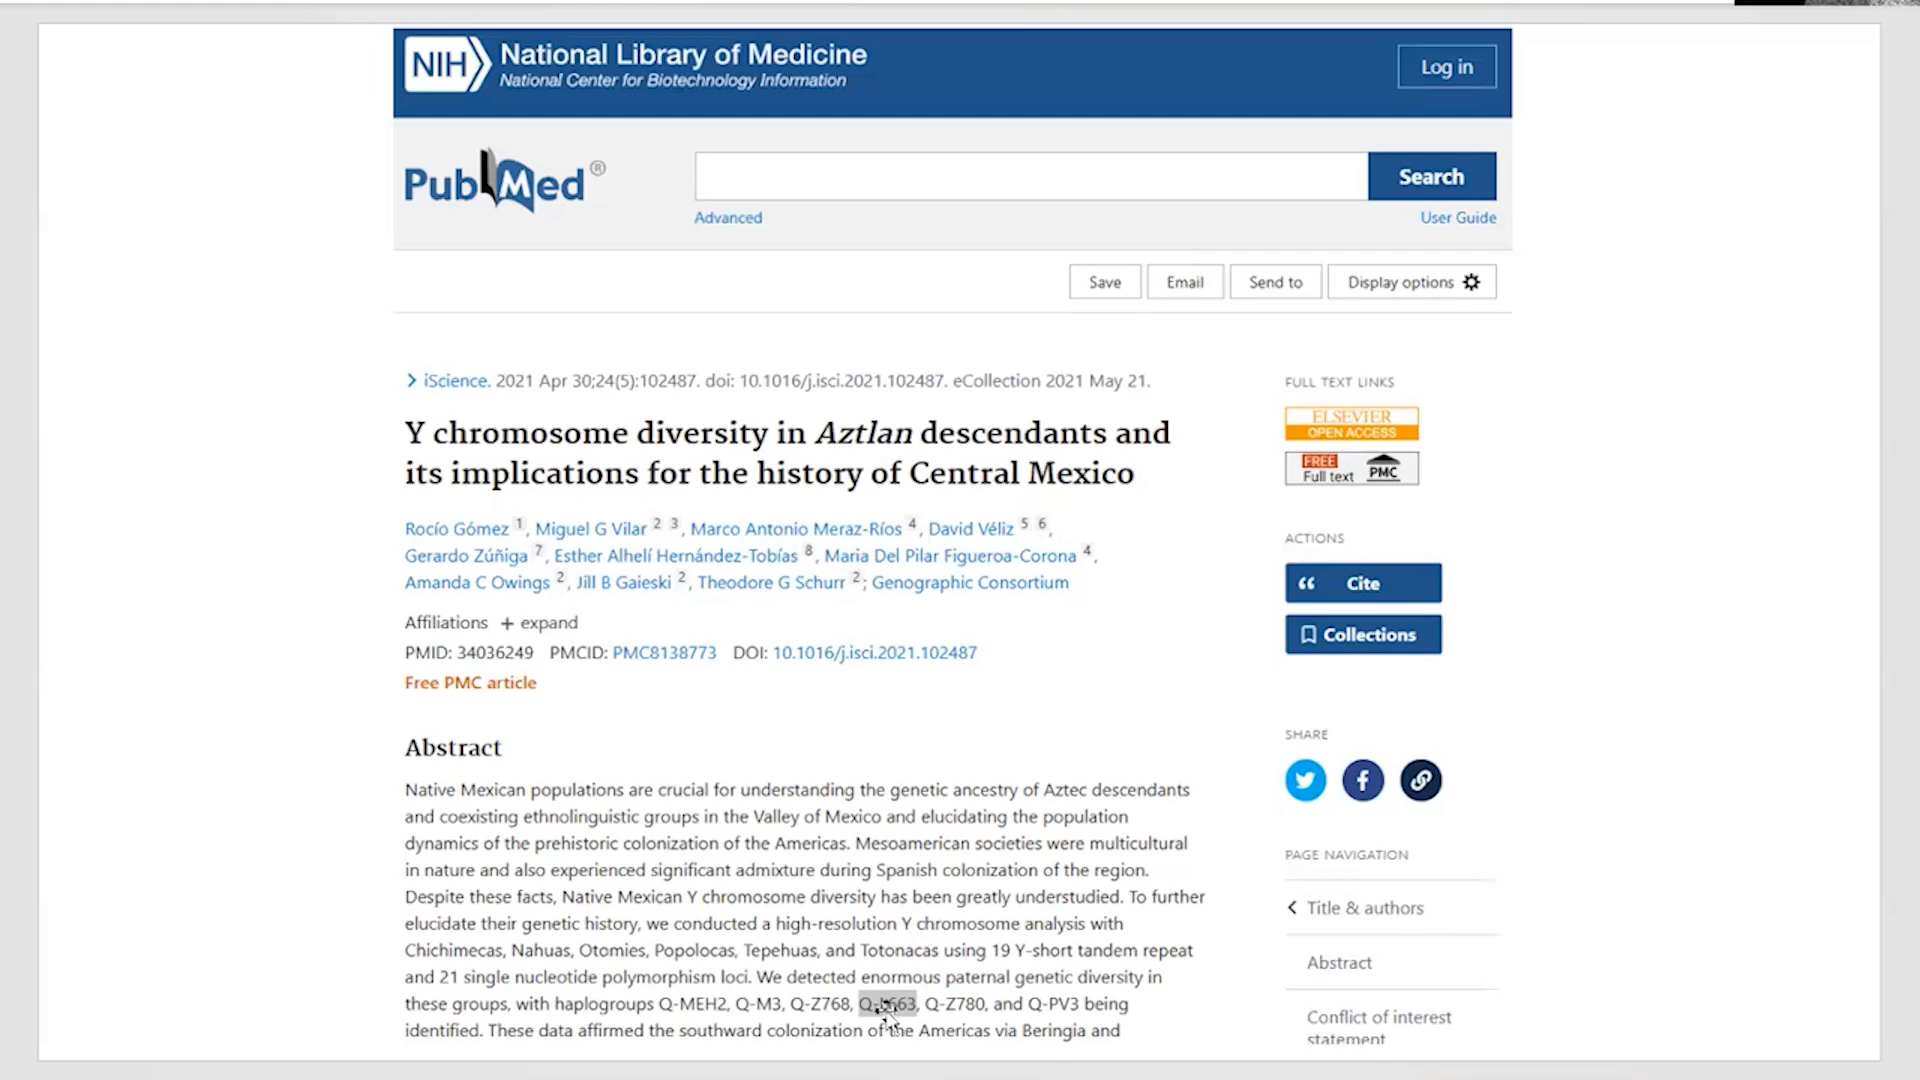 NIH National Library of Medicine
National Center for Biotechnology Information
Log in
PubMed®
Search
Advanced
User Guide
Save
Email
Send to
Display options
iScience. 2021 Apr 30;24(5):102487. doi: 10.1016/j.isci.2021.102487. eCollection 2021 May 21.
Y chromosome diversity in Aztlan descendants and
its implications for the history of Central Mexico
Rocío Gómez 1, Miguel G Vilar 2 3, Marco Antonio Meraz-Ríos 4, David Véliz 5 6,
Gerardo Zúñiga 7, Esther Alhelí Hernández-Tobías 8, Maria Del Pilar Figueroa-Corona 4,
Amanda C Owings 2, Jill B Gaieski 2, Theodore G Schurr 2; Genographic Consortium
Affiliations + expand
PMID: 34036249 PMCID: PMC8138773 DOI: 10.1016/j.isci.2021.102487
Free PMC article
Abstract
Native Mexican populations are crucial for understanding the genetic ancestry of Aztec descendants
and coexisting ethnolinguistic groups in the Valley of Mexico and elucidating the population
dynamics of the prehistoric colonization of the Americas. Mesoamerican societies were multicultural
in nature and also experienced significant admixture during Spanish colonization of the region.
Despite these facts, Native Mexican Y chromosome diversity has been greatly understudied. To further
elucidate their genetic history, we conducted a high-resolution Y chromosome analysis with
Chichimecas, Nahuas, Otomies, Popolocas, Tepehuas, and Totonacas using 19 Y-short tandem repeat
and 21 single nucleotide polymorphism loci. We detected enormous paternal genetic diversity in
these groups, with haplogroups Q-MEH2, Q-M3, Q-Z768, Q-Z780, and Q-PV3 being
identified. These data affirmed the southward colonization of the Americas via Beringia and
FULL TEXT LINKS
ELSEVIER
OPEN ACCESS
FREE
Full text PMC
ACTIONS
Cite
Collections
SHARE
PAGE NAVIGATION
Title & authors
Abstract
Conflict of interest
statement